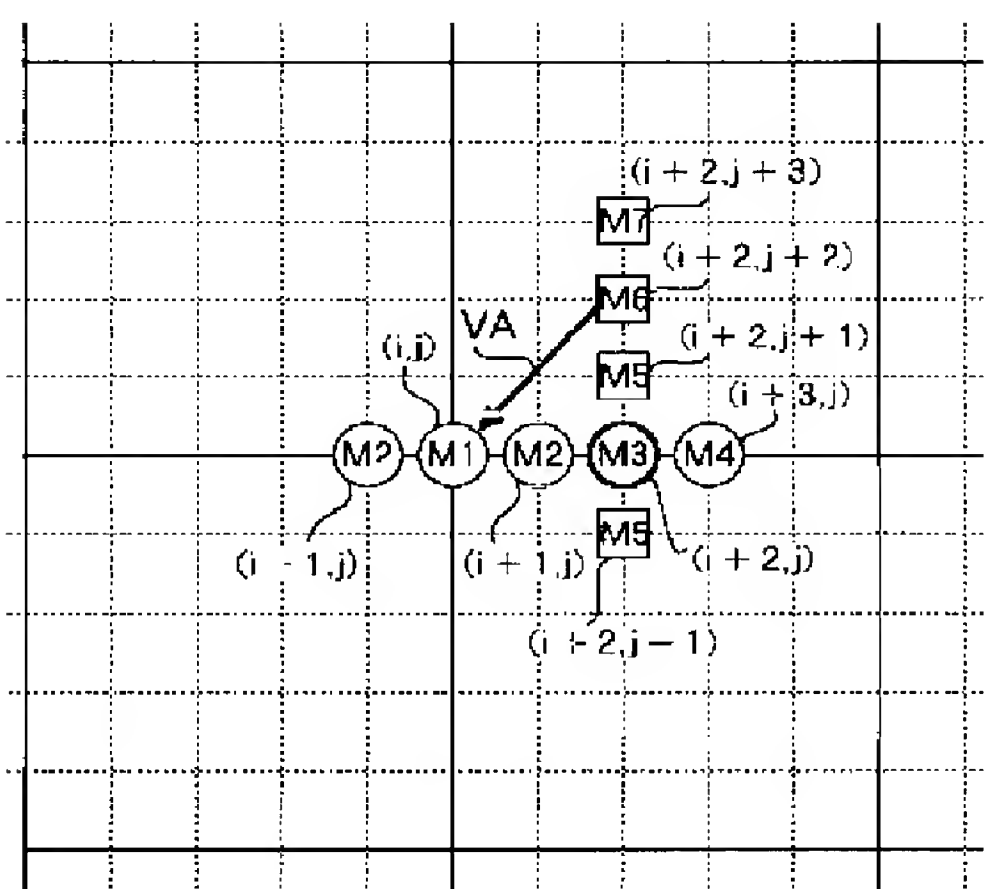 (i + 2,j + 3)
M7
(i + 2,j + 2)
M6
VA
(i + 2,j + 1)
(i,j)
M5
(i + 3,j)
M2
M1
M2
M3
M4
M5
(i - 1,j)
(i + 1,j)
(i + 2,j)
(i + 2,j - 1)